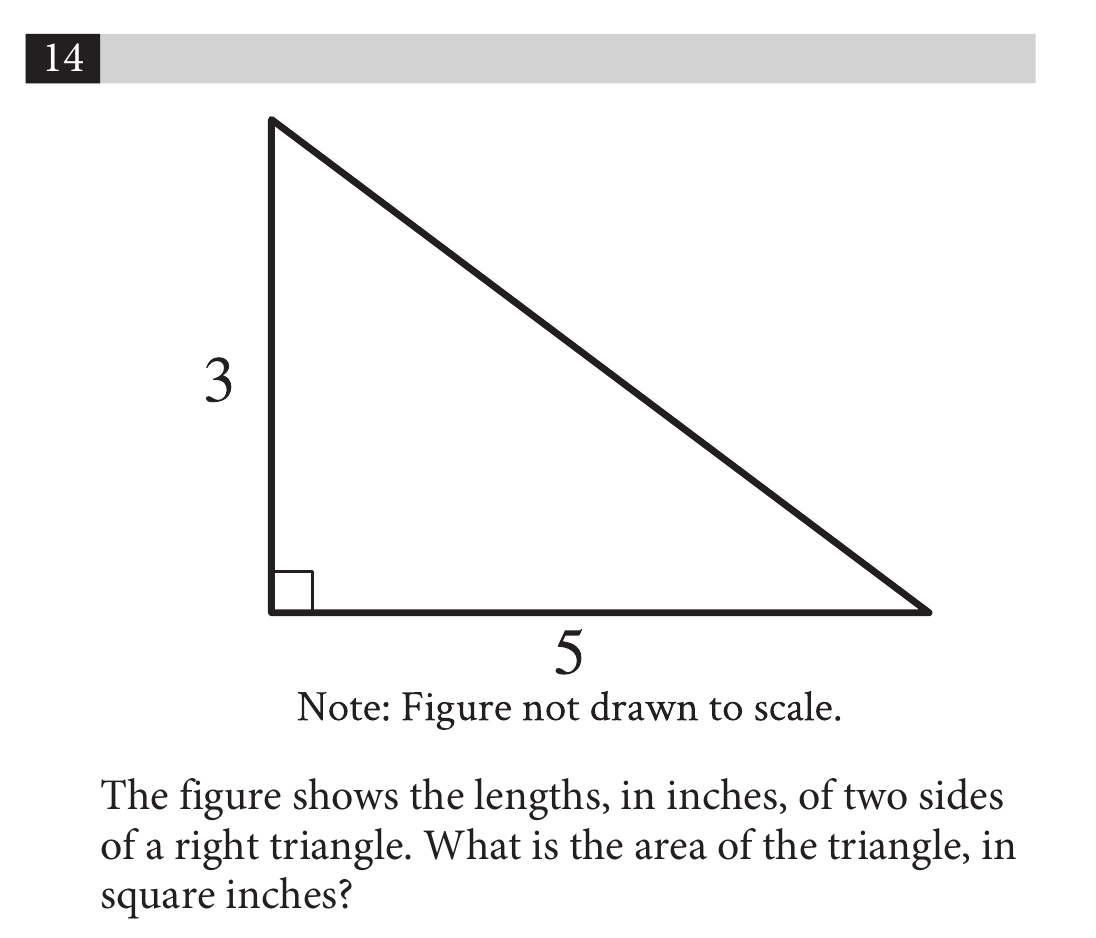 14
3
5
Note: Figure not drawn to scale.
The figure shows the lengths, in inches, of two sides
of a right triangle. What is the area of the triangle, in
square inches?